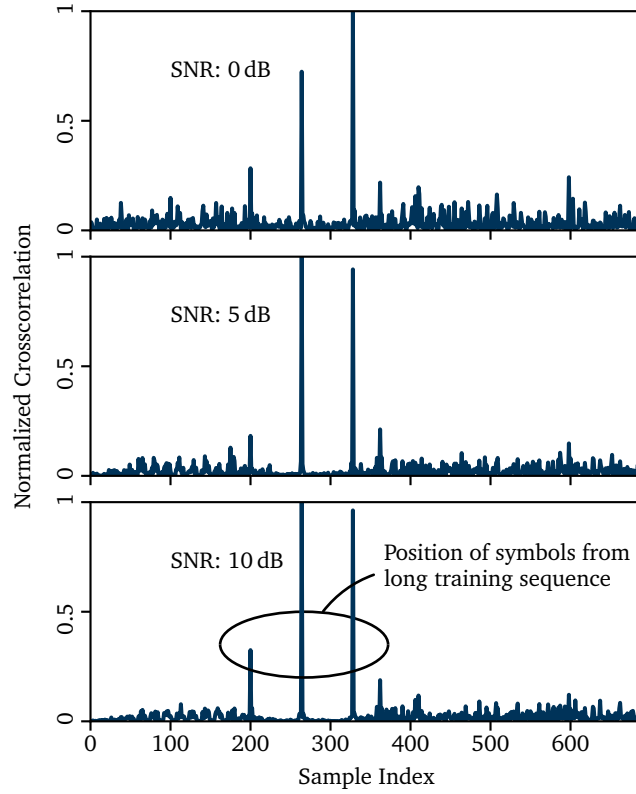 Normalized Crosscorrelation
1
SNR: 0 dB
0.5
0
1
SNR: 5 dB
0.5
0
1
SNR: 10 dB
Position of symbols from
long training sequence
0.5
0
0 100 200 300 400 500 600
Sample Index